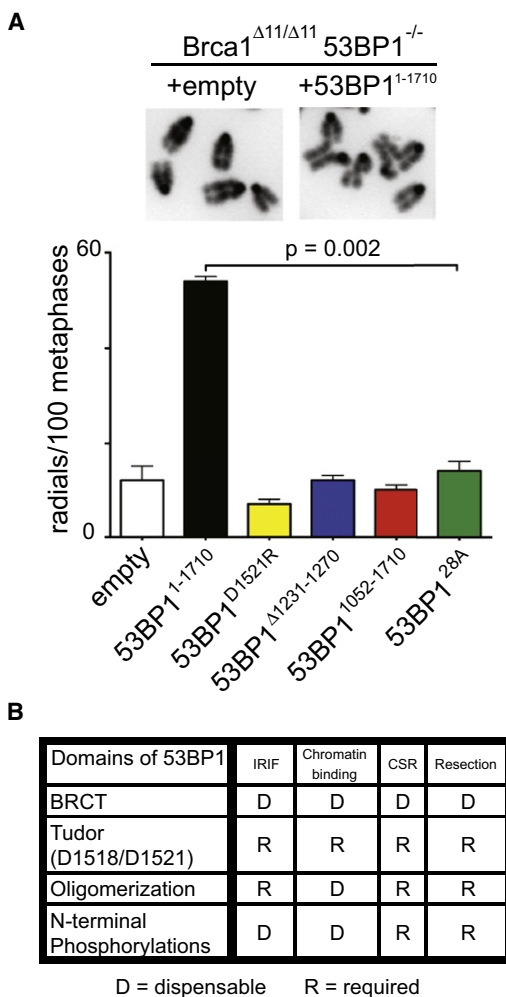 A
Brca1Δ11/Δ11 53BP1-/-
+empty +53BP11-1710
p = 0.002
radials/100 metaphases
60
0
empty
53BP11-1710
53BP1D1521R
53BP1Δ1231-1270
53BP11052-1710
53BP128A
B
Domains of 53BP1 IRIF Chromatin binding CSR Resection
BRCT D D D D
Tudor
(D1518/D1521) R R R R
Oligomerization R D R R
N-terminal
Phosphorylations D D R R
D = dispensable R = required